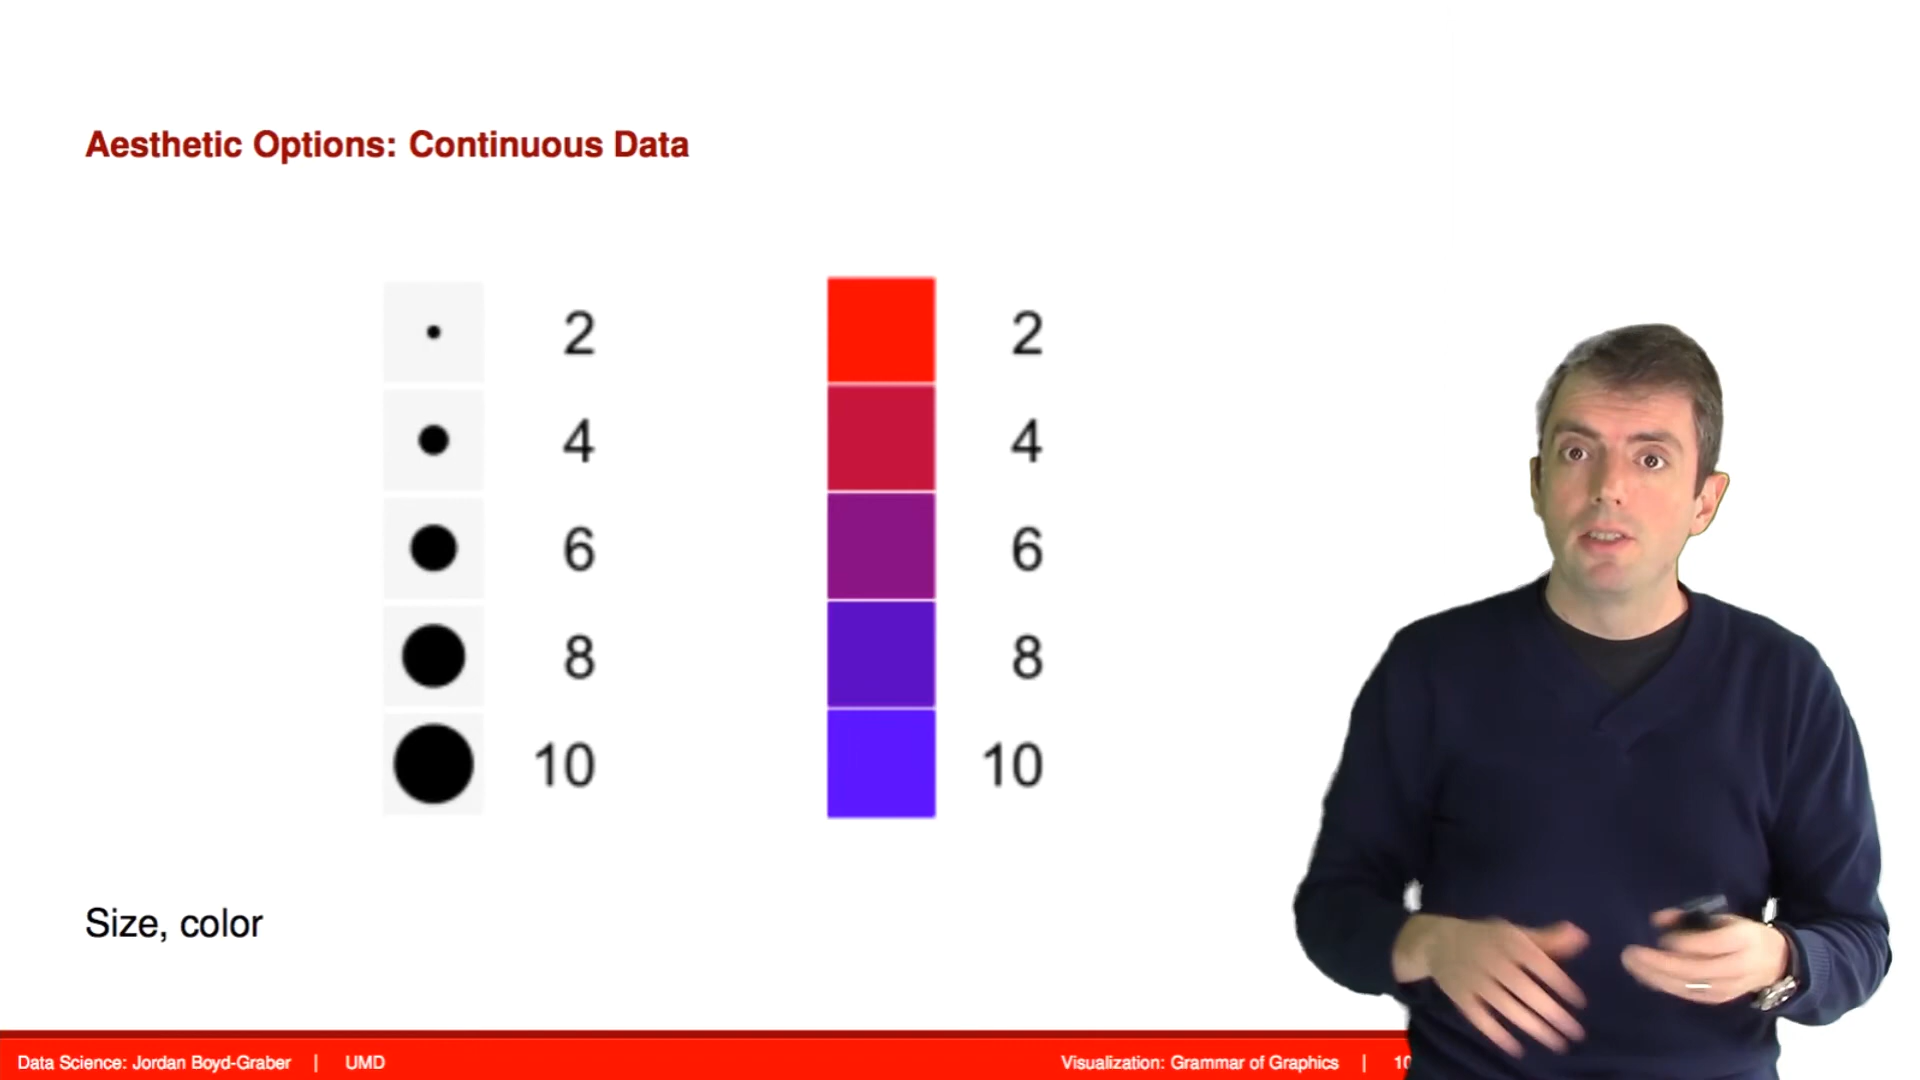 Aesthetic Options: Continuous Data
2 2
4 4
6 6
8 8
10 10
Size, color
Data Science: Jordan Boyd-Graber | UMD Visualization: Grammar of Graphics | 10